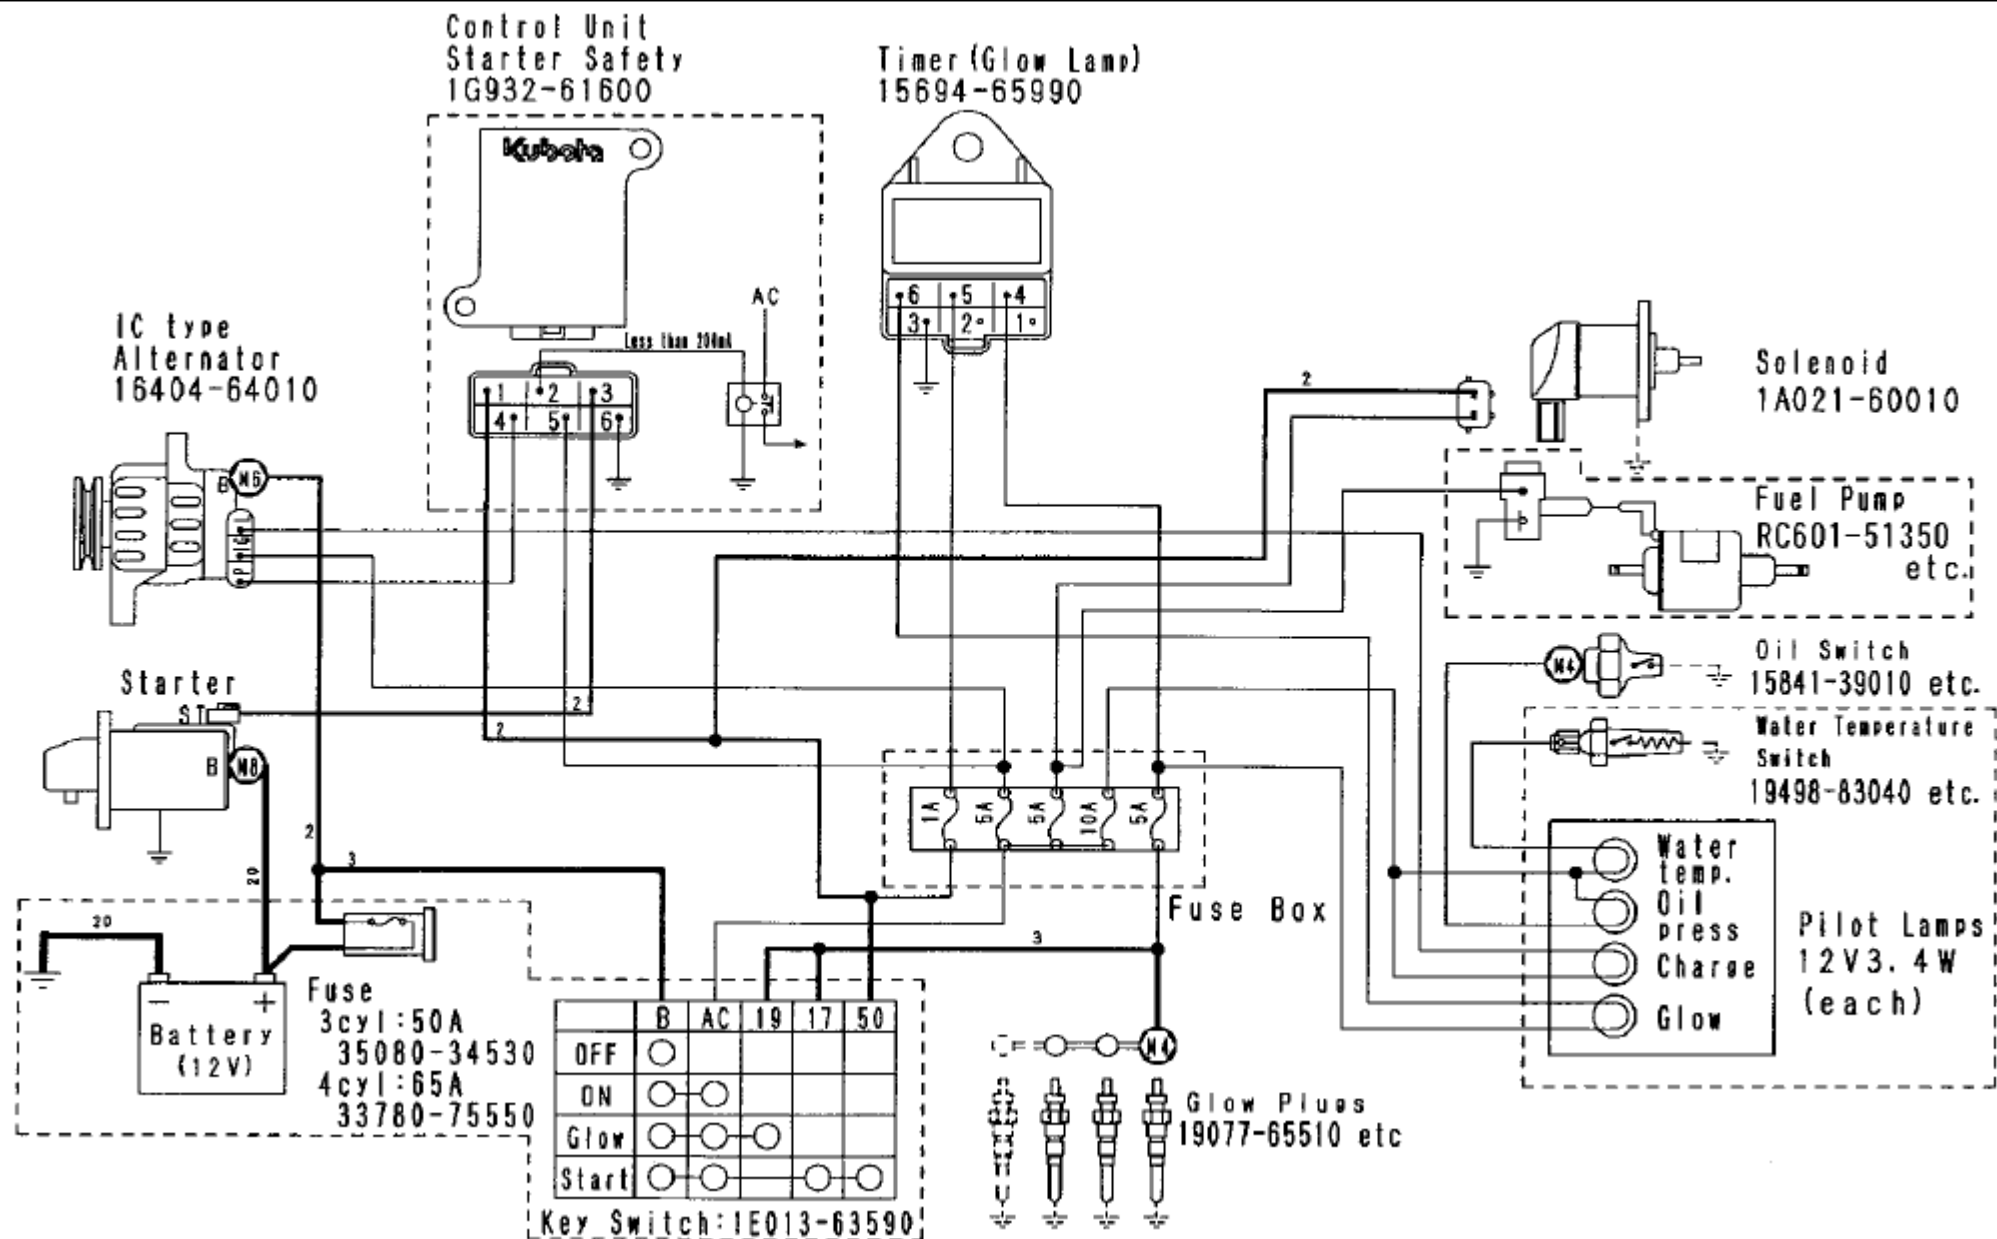 Control Unit
Starter Safety
1G932-61600
Kubota
Less than 200mA
AC
1 2 3
4 5 6
Timer (Glow Lamp)
15694-65990
6 5 4
3 2 1
IC type
Alternator
16404-64010
B M6
L
IG
P
2
Solenoid
1A021-60010
Fuel Pump
RC601-51350
etc.
Starter
ST
B M8
2
2
2
20
3
M4
Oil Switch
15841-39010 etc.
Water Temperature
Switch
19498-83040 etc.
1A 5A 5A 10A 5A
Fuse Box
3
Water
temp.
Oil
press
Charge
Glow
Pilot Lamps
12V3.4W
(each)
20
Battery
(12V)
- +
Fuse
3cyl:50A
35080-34530
4cyl:65A
33780-75550
B AC 19 17 50
OFF
ON
Glow
Start
Key Switch:1E013-63590
M4
Glow Plugs
19077-65510 etc